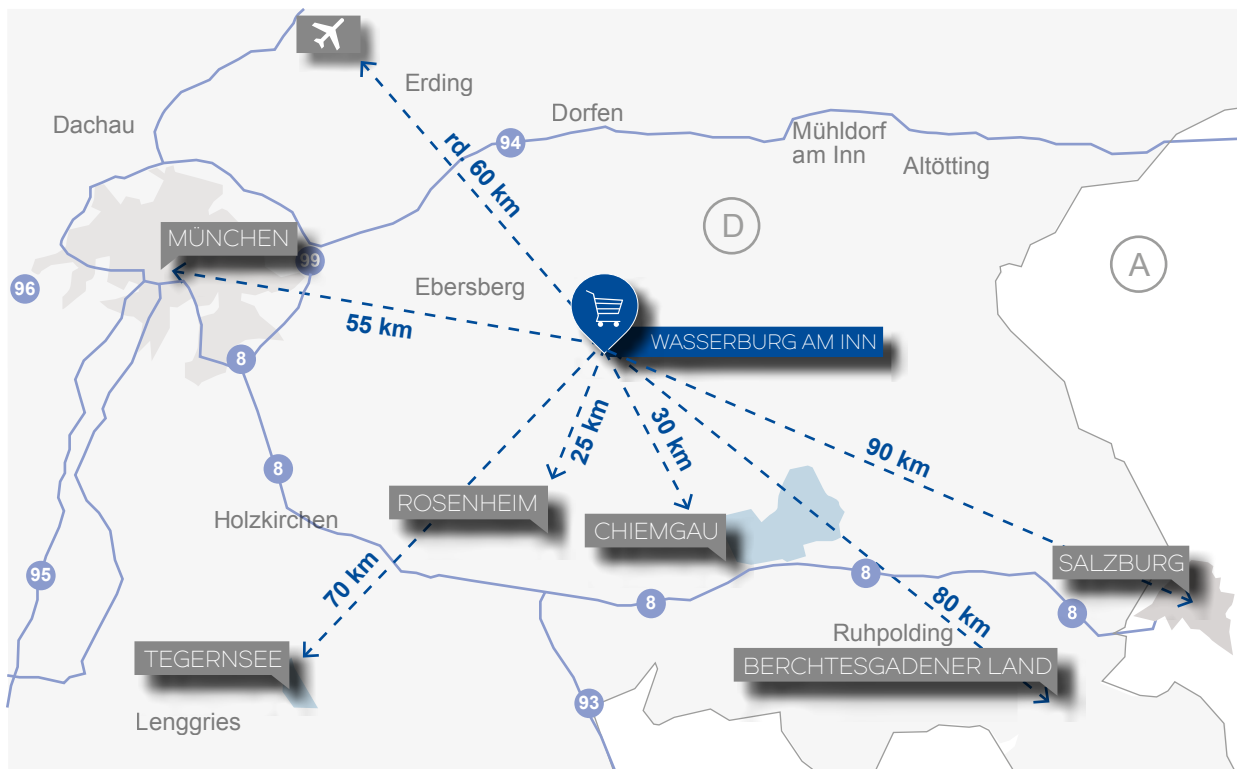 Erding
Dachau
Dorfen
Mühldorf
am Inn
Altötting
94
rd. 60 km
D
MÜNCHEN
99
A
96
Ebersberg
55 km
WASSERBURG AM INN
8
25 km
30 km
90 km
8
ROSENHEIM
Holzkirchen
CHIEMGAU
SALZBURG
95
70 km
8
8
80 km
8
Ruhpolding
TEGERNSEE
BERCHTESGADENER LAND
93
Lenggries